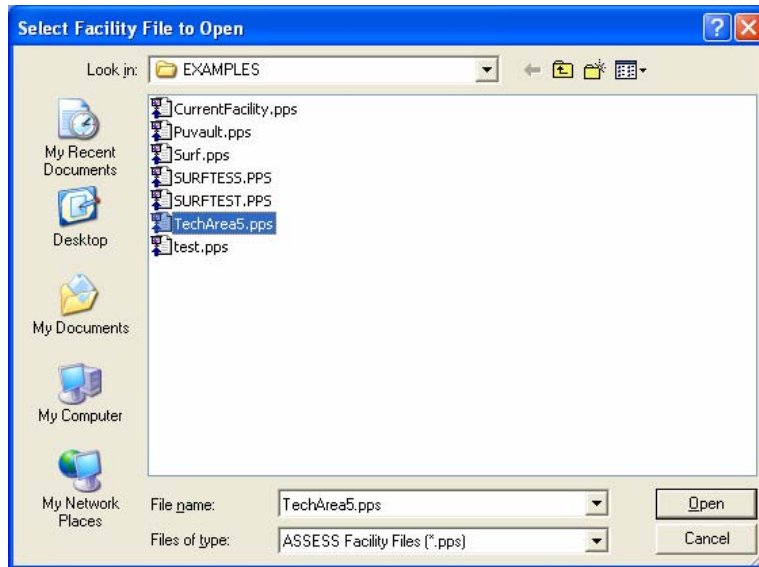 Select Facility File to Open
Look in: EXAMPLES
My Recent
Documents
Desktop
My Documents
My Computer
My Network
Places
CurrentFacility.pps
Puvault.pps
Surf.pps
SURFTESS.PPS
SURFTEST.PPS
TechArea5.pps
test.pps
File name: TechArea5.pps Open
Files of type: ASSESS Facility Files (*.pps) Cancel